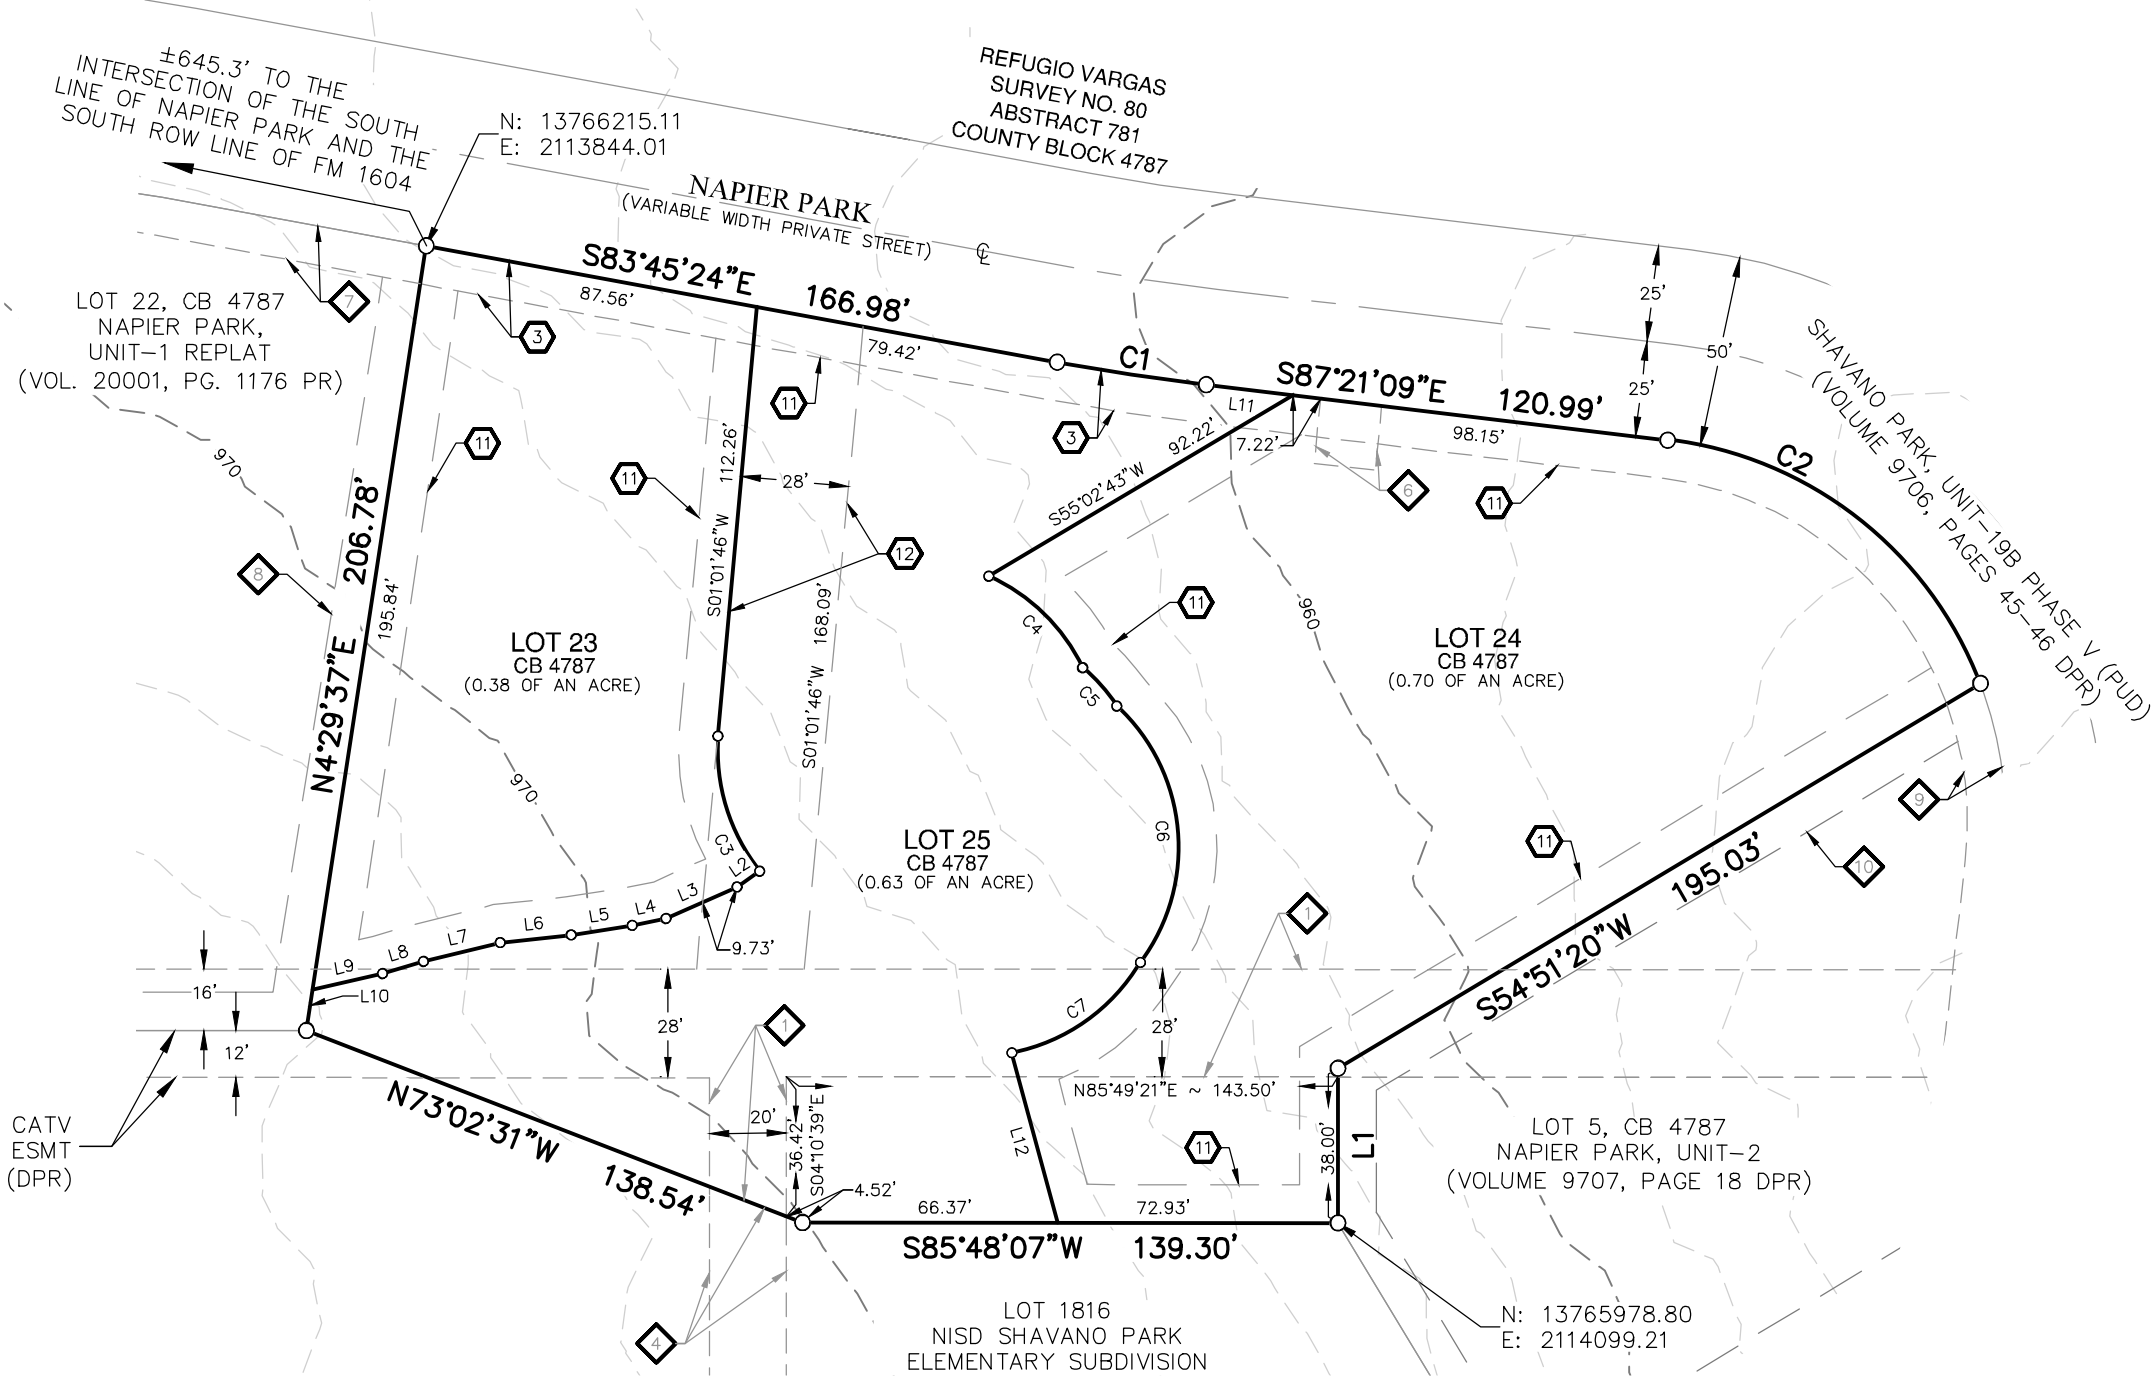 ±645.3' TO THE
INTERSECTION OF THE SOUTH
LINE OF NAPIER PARK AND THE
SOUTH ROW LINE OF FM 1604
N: 13766215.11
E: 2113844.01
REFUGIO VARGAS
SURVEY NO. 80
ABSTRACT 781
COUNTY BLOCK 4787
NAPIER PARK
(VARIABLE WIDTH PRIVATE STREET)
℄
S83°45'24"E 166.98'
87.56'
79.42'
C1
S87°21'09"E 120.99'
L11
7.22'
98.15'
25'
25'
50'
C2
SHAVANO PARK, UNIT-19B PHASE V (PUD)
(VOLUME 9706, PAGES 45-46 DPR)
LOT 22, CB 4787
NAPIER PARK,
UNIT-1 REPLAT
(VOL. 20001, PG. 1176 PR)
7
3
11
3
11
11
6
11
8
12
11
970
970
960
N4°29'37"E 206.78'
195.84'
S01°01'46"W 112.26'
28'
S01°01'46"W 168.09'
S55°02'43"W 92.22'
LOT 23
CB 4787
(0.38 OF AN ACRE)
LOT 24
CB 4787
(0.70 OF AN ACRE)
LOT 25
CB 4787
(0.63 OF AN ACRE)
C4
C5
C6
C7
C3
L2
L3
L4
L5
L6
L7
L8
L9
L10
9.73'
11
9
10
1
1
S54°51'20"W 195.03'
16'
12'
28'
28'
CATV
ESMT
(DPR)
N73°02'31"W 138.54'
20'
36.42'
S04°10'39"E
4.52'
N85°49'21"E ~ 143.50'
L12
11
38.00'
L1
66.37'
72.93'
S85°48'07"W 139.30'
LOT 5, CB 4787
NAPIER PARK, UNIT-2
(VOLUME 9707, PAGE 18 DPR)
4
LOT 1816
NISD SHAVANO PARK
ELEMENTARY SUBDIVISION
N: 13765978.80
E: 2114099.21